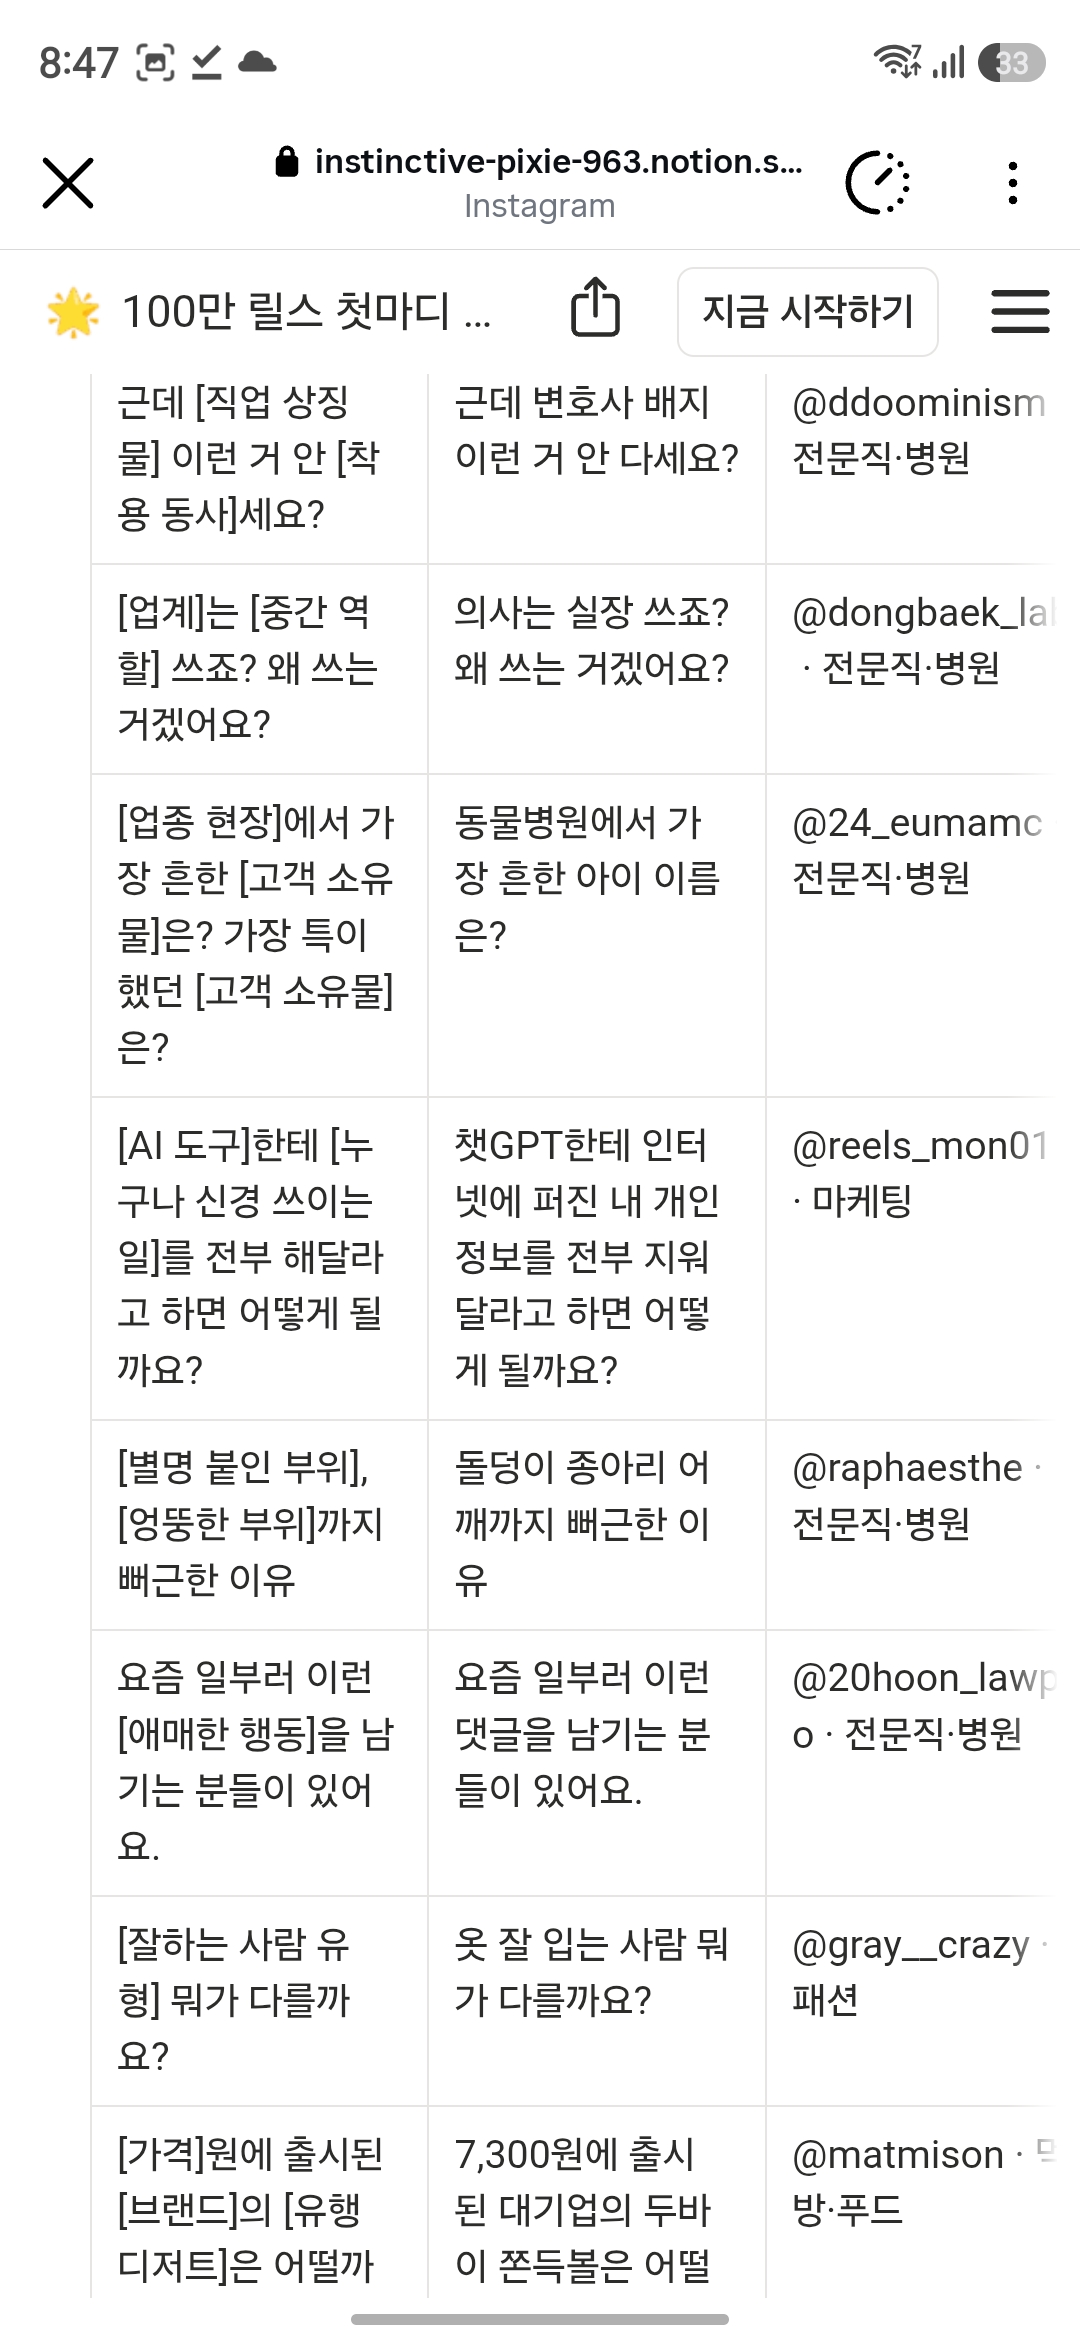 8:47
33
instinctive-pixie-963.notion.s...
Instagram
100만 릴스 첫마디 ...
지금 시작하기
근데 [직업 상징
물] 이런 거 안 [착
용 동사]세요?
근데 변호사 배지
이런 거 안 다세요?
@ddoominism
전문직·병원
[업계]는 [중간 역
할] 쓰죠? 왜 쓰는
거겠어요?
의사는 실장 쓰죠?
왜 쓰는 거겠어요?
@dongbaek_lab
· 전문직·병원
[업종 현장]에서 가
장 흔한 [고객 소유
물]은? 가장 특이
했던 [고객 소유물]
은?
동물병원에서 가
장 흔한 아이 이름
은?
@24_eumamc ·
전문직·병원
[AI 도구]한테 [누
구나 신경 쓰이는
일]를 전부 해달라
고 하면 어떻게 될
까요?
챗GPT한테 인터
넷에 퍼진 내 개인
정보를 전부 지워
달라고 하면 어떻
게 될까요?
@reels_mon01
· 마케팅
[별명 붙인 부위],
[엉뚱한 부위]까지
뻐근한 이유
돌덩이 종아리 어
깨까지 뻐근한 이
유
@raphaesthe ·
전문직·병원
요즘 일부러 이런
[애매한 행동]을 남
기는 분들이 있어
요.
요즘 일부러 이런
댓글을 남기는 분
들이 있어요.
@20hoon_lawp
o · 전문직·병원
[잘하는 사람 유
형] 뭐가 다를까
요?
옷 잘 입는 사람 뭐
가 다를까요?
@gray__crazy ·
패션
[가격]원에 출시된
[브랜드]의 [유행
디저트]은 어떨까
7,300원에 출시
된 대기업의 두바
이 쫀득볼은 어떨
@matmison ·
방·푸드